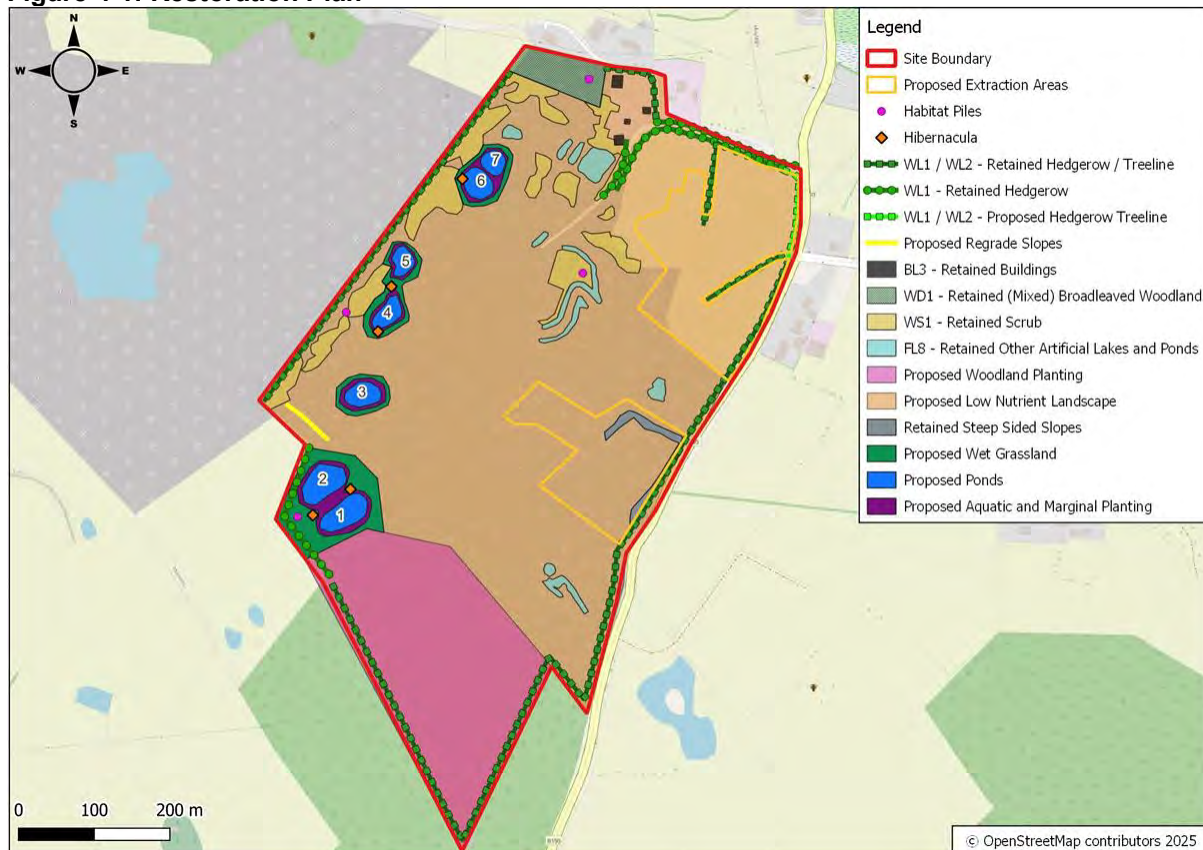 Figure 4-1: Restoration Plan
N
W
E
S
7
6
5
4
3
2
1
0 100 200 m
Legend
Site Boundary
Proposed Extraction Areas
Habitat Piles
Hibernacula
WL1 / WL2 - Retained Hedgerow / Treeline
WL1 - Retained Hedgerow
WL1 / WL2 - Proposed Hedgerow Treeline
Proposed Regrade Slopes
BL3 - Retained Buildings
WD1 - Retained (Mixed) Broadleaved Woodland
WS1 - Retained Scrub
FL8 - Retained Other Artificial Lakes and Ponds
Proposed Woodland Planting
Proposed Low Nutrient Landscape
Retained Steep Sided Slopes
Proposed Wet Grassland
Proposed Ponds
Proposed Aquatic and Marginal Planting
© OpenStreetMap contributors 2025